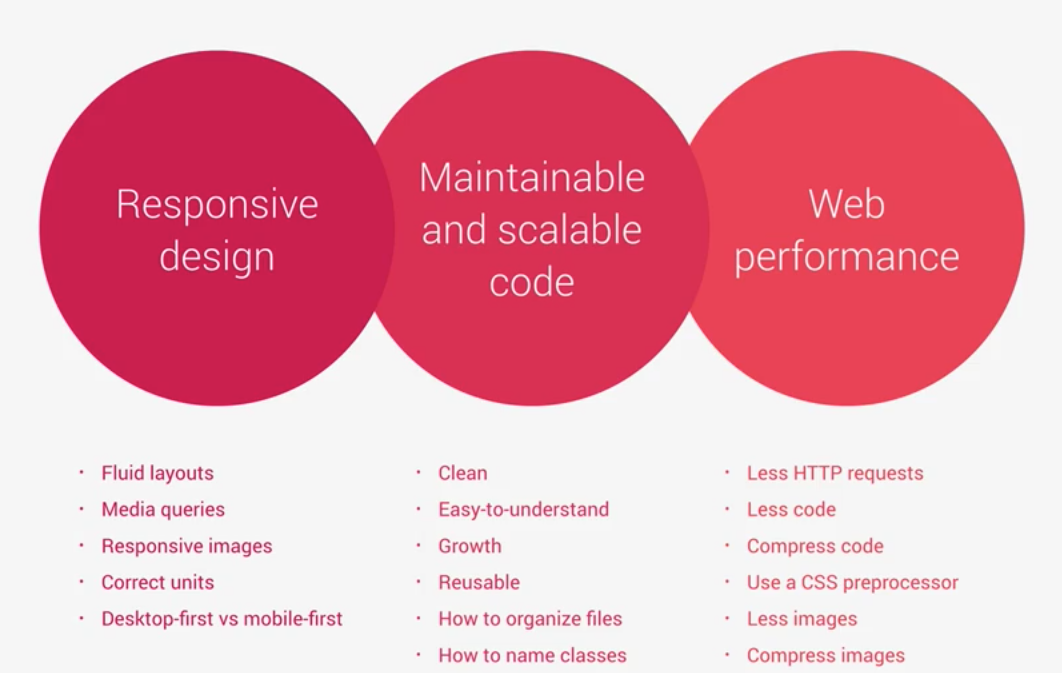 Responsive
design
Maintainable
and scalable
code
Web
performance
· Fluid layouts
· Media queries
· Responsive images
· Correct units
· Desktop-first vs mobile-first
· Clean
· Easy-to-understand
· Growth
· Reusable
· How to organize files
· How to name classes
· Less HTTP requests
· Less code
· Compress code
· Use a CSS preprocessor
· Less images
· Compress images